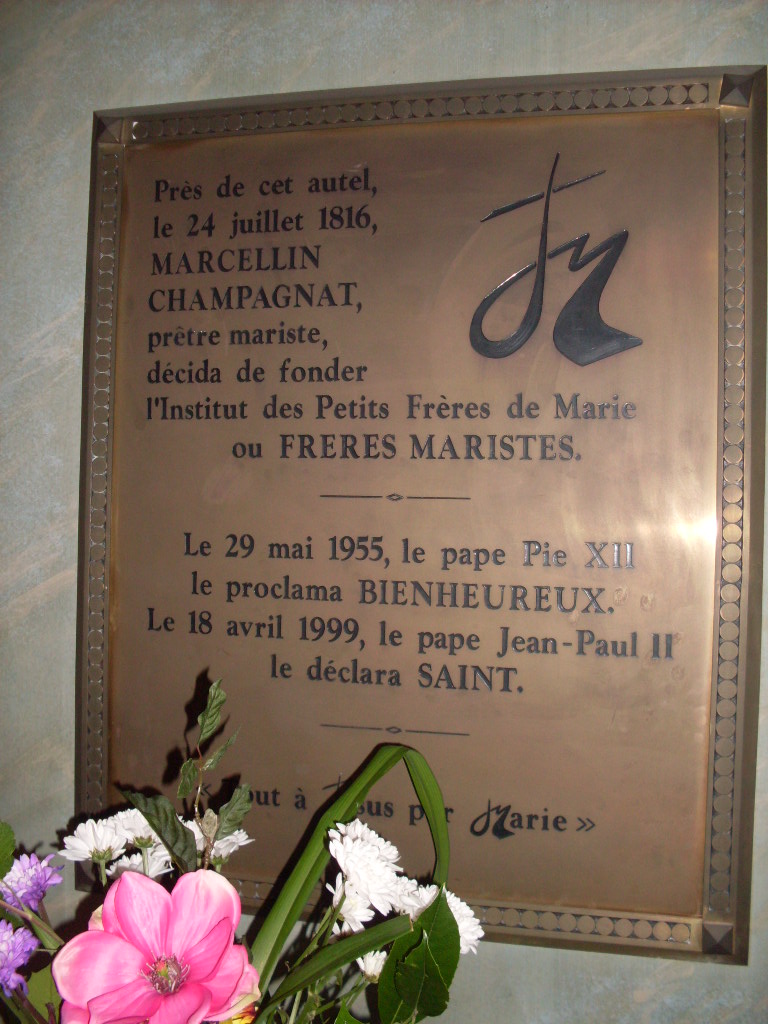 Près de cet autel,
le 24 juillet 1816,
MARCELLIN
CHAMPAGNAT,
prêtre mariste,
décida de fonder
l'Institut des Petits Frères de Marie
ou FRERES MARISTES.
Le 29 mai 1955, le pape Pie XII
le proclama BIENHEUREUX.
Le 18 avril 1999, le pape Jean-Paul II
le déclara SAINT.
à par Marie »